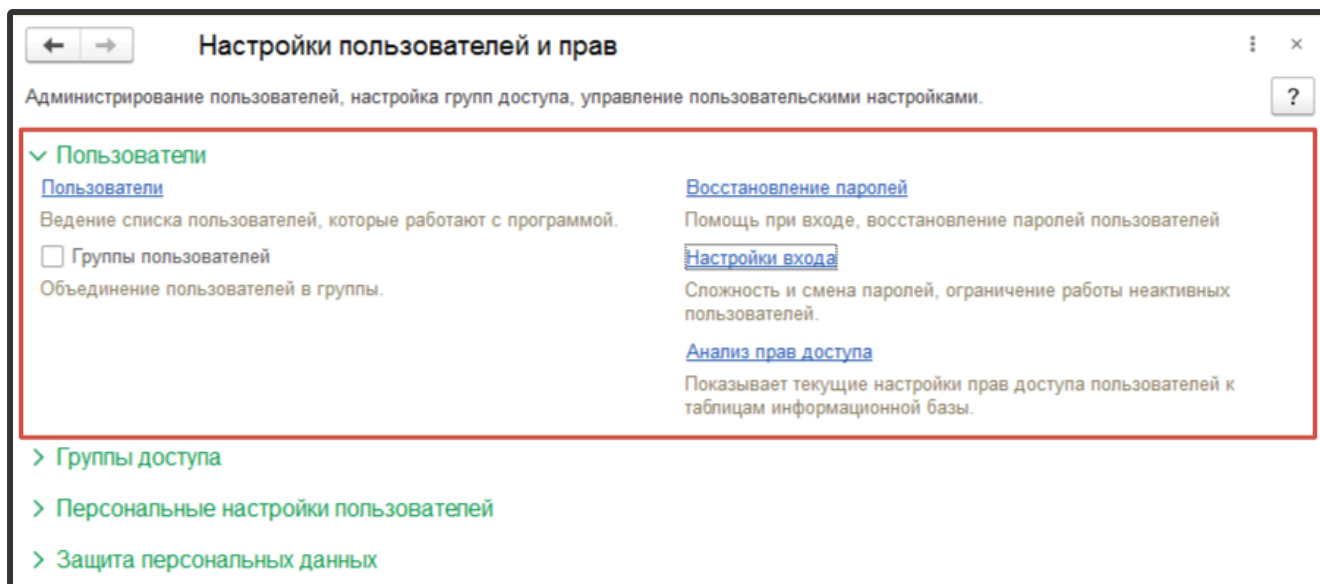 Настройки пользователей и прав
Администрирование пользователей, настройка групп доступа, управление пользовательскими настройками.
?
Пользователи
Пользователи
Ведение списка пользователей, которые работают с программой.
Группы пользователей
Объединение пользователей в группы.
Восстановление паролей
Помощь при входе, восстановление паролей пользователей
Настройки входа
Сложность и смена паролей, ограничение работы неактивных
пользователей.
Анализ прав доступа
Показывает текущие настройки прав доступа пользователей к
таблицам информационной базы.
Группы доступа
Персональные настройки пользователей
Защита персональных данных